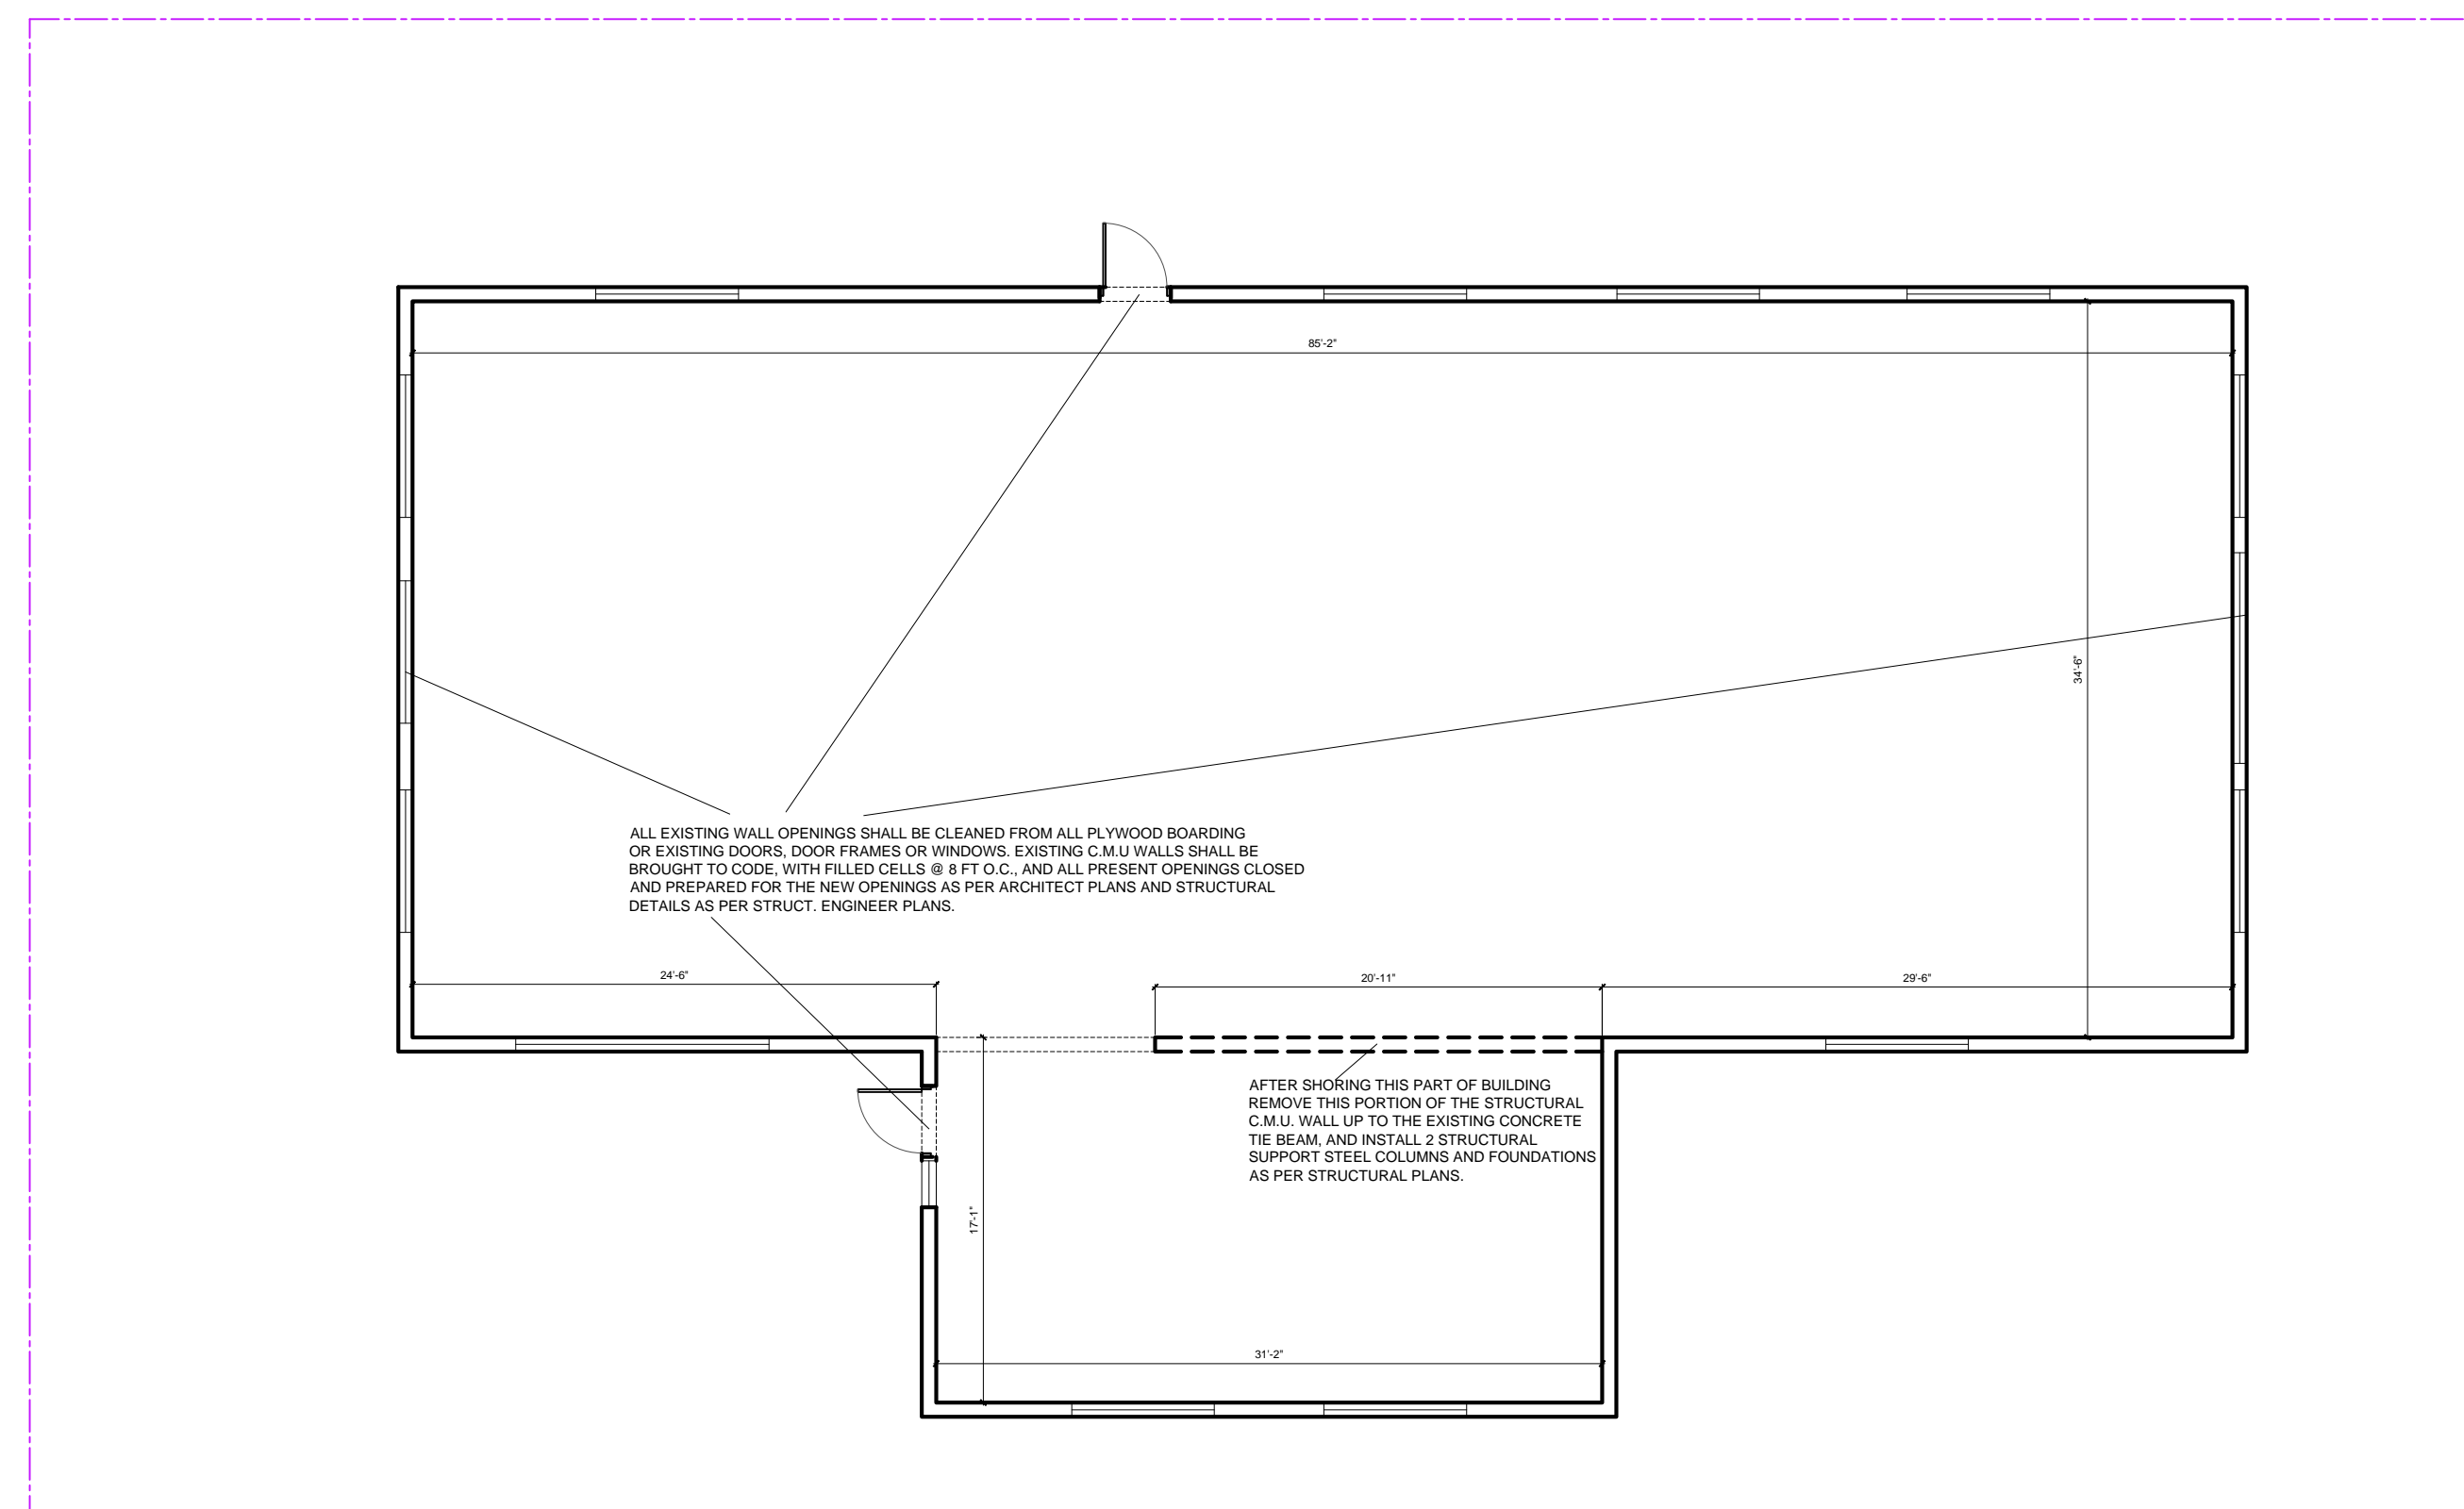 85'-2"
34'-6"
ALL EXISTING WALL OPENINGS SHALL BE CLEANED FROM ALL PLYWOOD BOARDING
OR EXISTING DOORS, DOOR FRAMES OR WINDOWS. EXISTING C.M.U WALLS SHALL BE
BROUGHT TO CODE, WITH FILLED CELLS @ 8 FT O.C., AND ALL PRESENT OPENINGS CLOSED
AND PREPARED FOR THE NEW OPENINGS AS PER ARCHITECT PLANS AND STRUCTURAL
DETAILS AS PER STRUCT. ENGINEER PLANS.
24'-6"
20'-11"
29'-6"
AFTER SHORING THIS PART OF BUILDING
REMOVE THIS PORTION OF THE STRUCTURAL
C.M.U. WALL UP TO THE EXISTING CONCRETE
TIE BEAM, AND INSTALL 2 STRUCTURAL
SUPPORT STEEL COLUMNS AND FOUNDATIONS
AS PER STRUCTURAL PLANS.
17'-1"
31'-2"